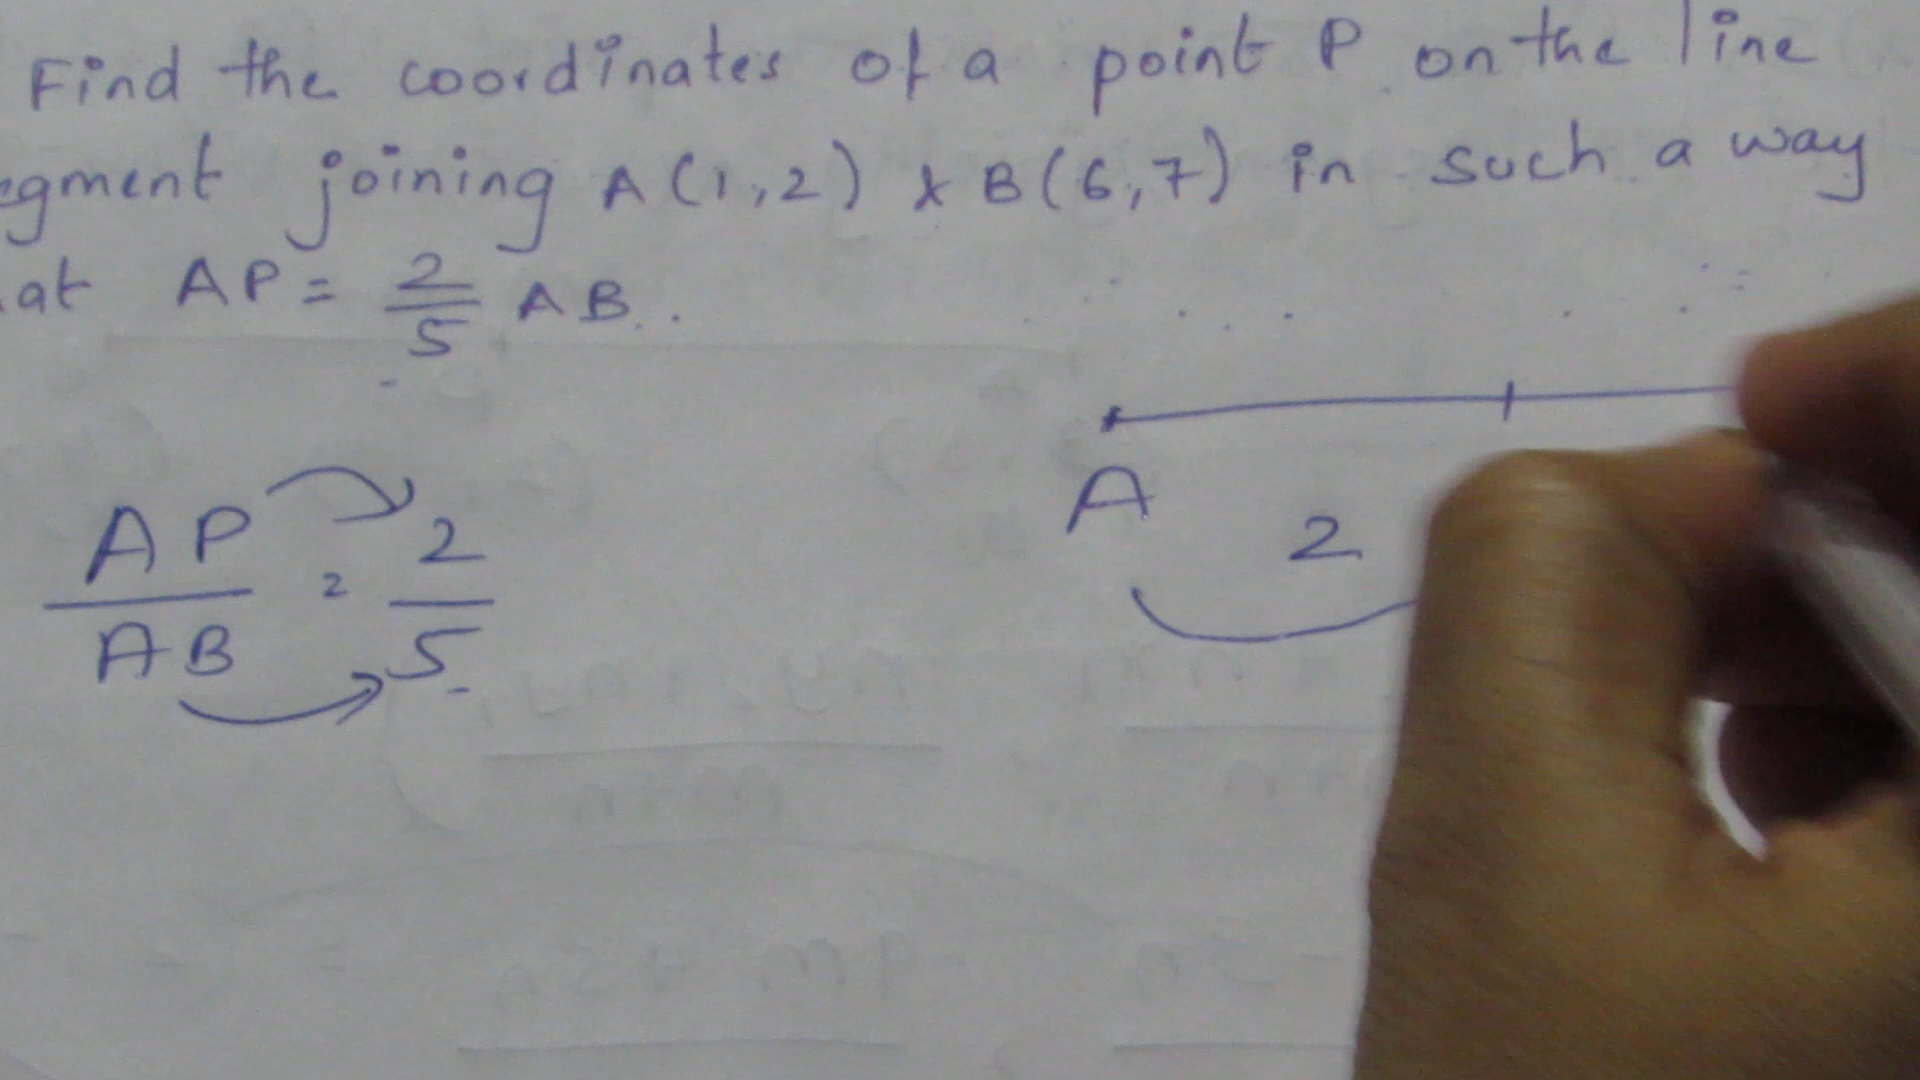 Find the coordinates of a point P on the line
egment joining A(1,2) & B(6,7) in such a way
at AP = 2/5 AB.
AP/AB = 2/5
A
2